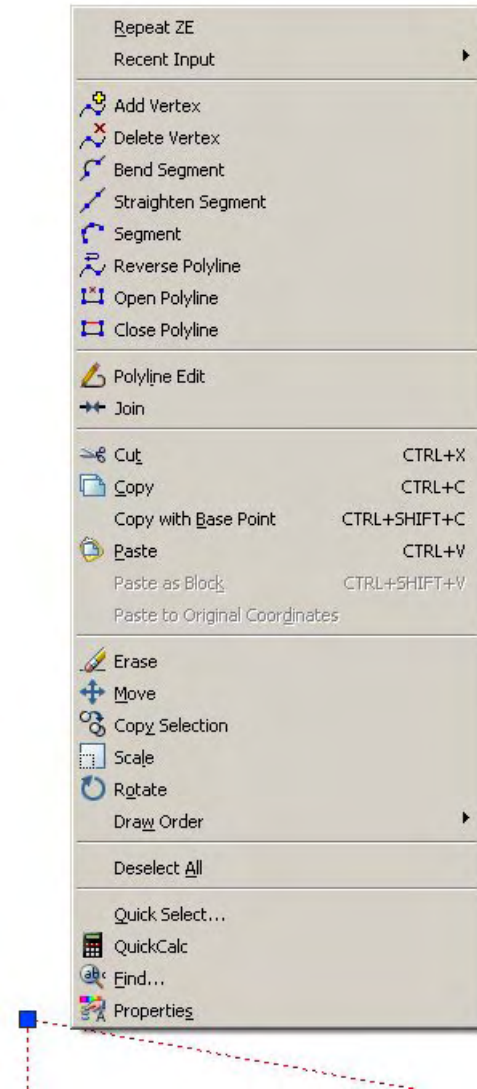 Repeat ZE
Recent Input
Add Vertex
Delete Vertex
Bend Segment
Straighten Segment
Segment
Reverse Polyline
Open Polyline
Close Polyline
Polyline Edit
Join
Cut CTRL+X
Copy CTRL+C
Copy with Base Point CTRL+SHIFT+C
Paste CTRL+V
Paste as Block CTRL+SHIFT+V
Paste to Original Coordinates
Erase
Move
Copy Selection
Scale
Rotate
Draw Order
Deselect All
Quick Select...
QuickCalc
Find...
Properties